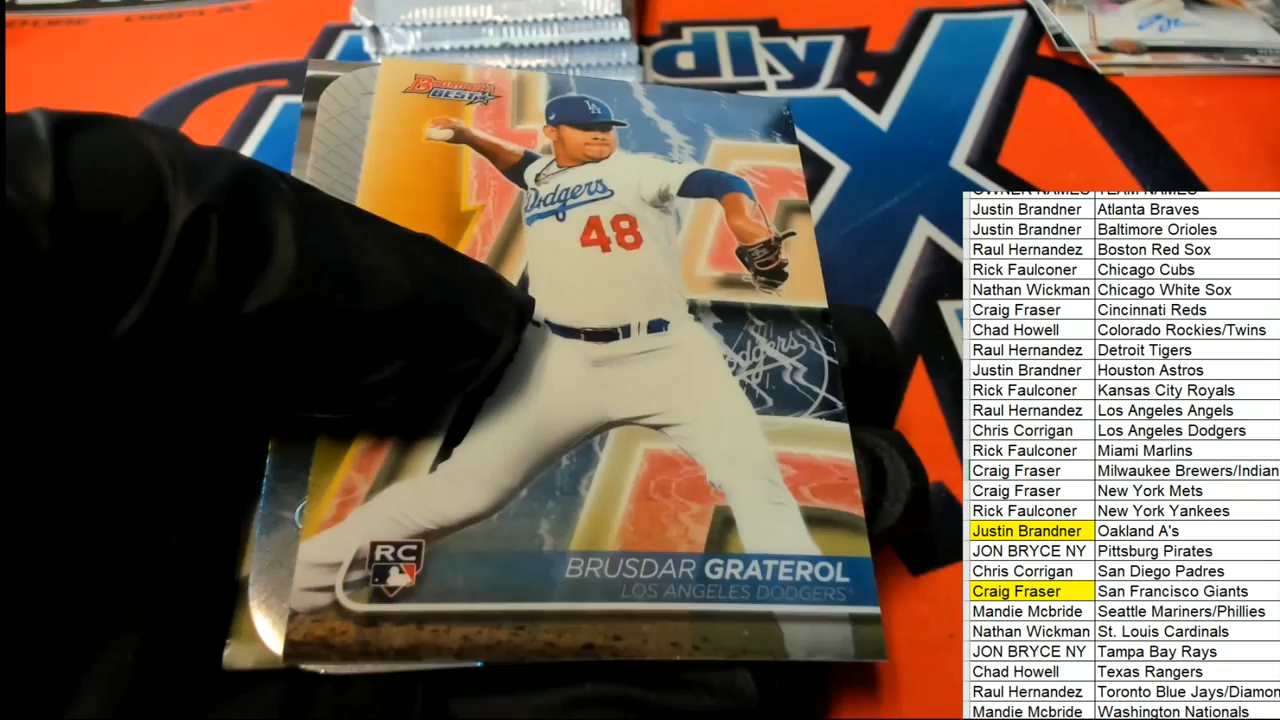 DISPLAY
dly
BOWMAN'S
BEST
LA
Dodgers
48
Dodgers
RC
BRUSDAR GRATEROL
LOS ANGELES DODGERS
OWNER NAMES TEAM NAMES
Justin Brandner Atlanta Braves
Justin Brandner Baltimore Orioles
Raul Hernandez Boston Red Sox
Rick Faulconer Chicago Cubs
Nathan Wickman Chicago White Sox
Craig Fraser Cincinnati Reds
Chad Howell Colorado Rockies/Twins
Raul Hernandez Detroit Tigers
Justin Brandner Houston Astros
Rick Faulconer Kansas City Royals
Raul Hernandez Los Angeles Angels
Chris Corrigan Los Angeles Dodgers
Rick Faulconer Miami Marlins
Craig Fraser Milwaukee Brewers/Indian
Craig Fraser New York Mets
Rick Faulconer New York Yankees
Justin Brandner Oakland A's
JON BRYCE NY Pittsburg Pirates
Chris Corrigan San Diego Padres
Craig Fraser San Francisco Giants
Mandie Mcbride Seattle Mariners/Phillies
Nathan Wickman St. Louis Cardinals
JON BRYCE NY Tampa Bay Rays
Chad Howell Texas Rangers
Raul Hernandez Toronto Blue Jays/Diamon
Mandie Mcbride Washington Nationals